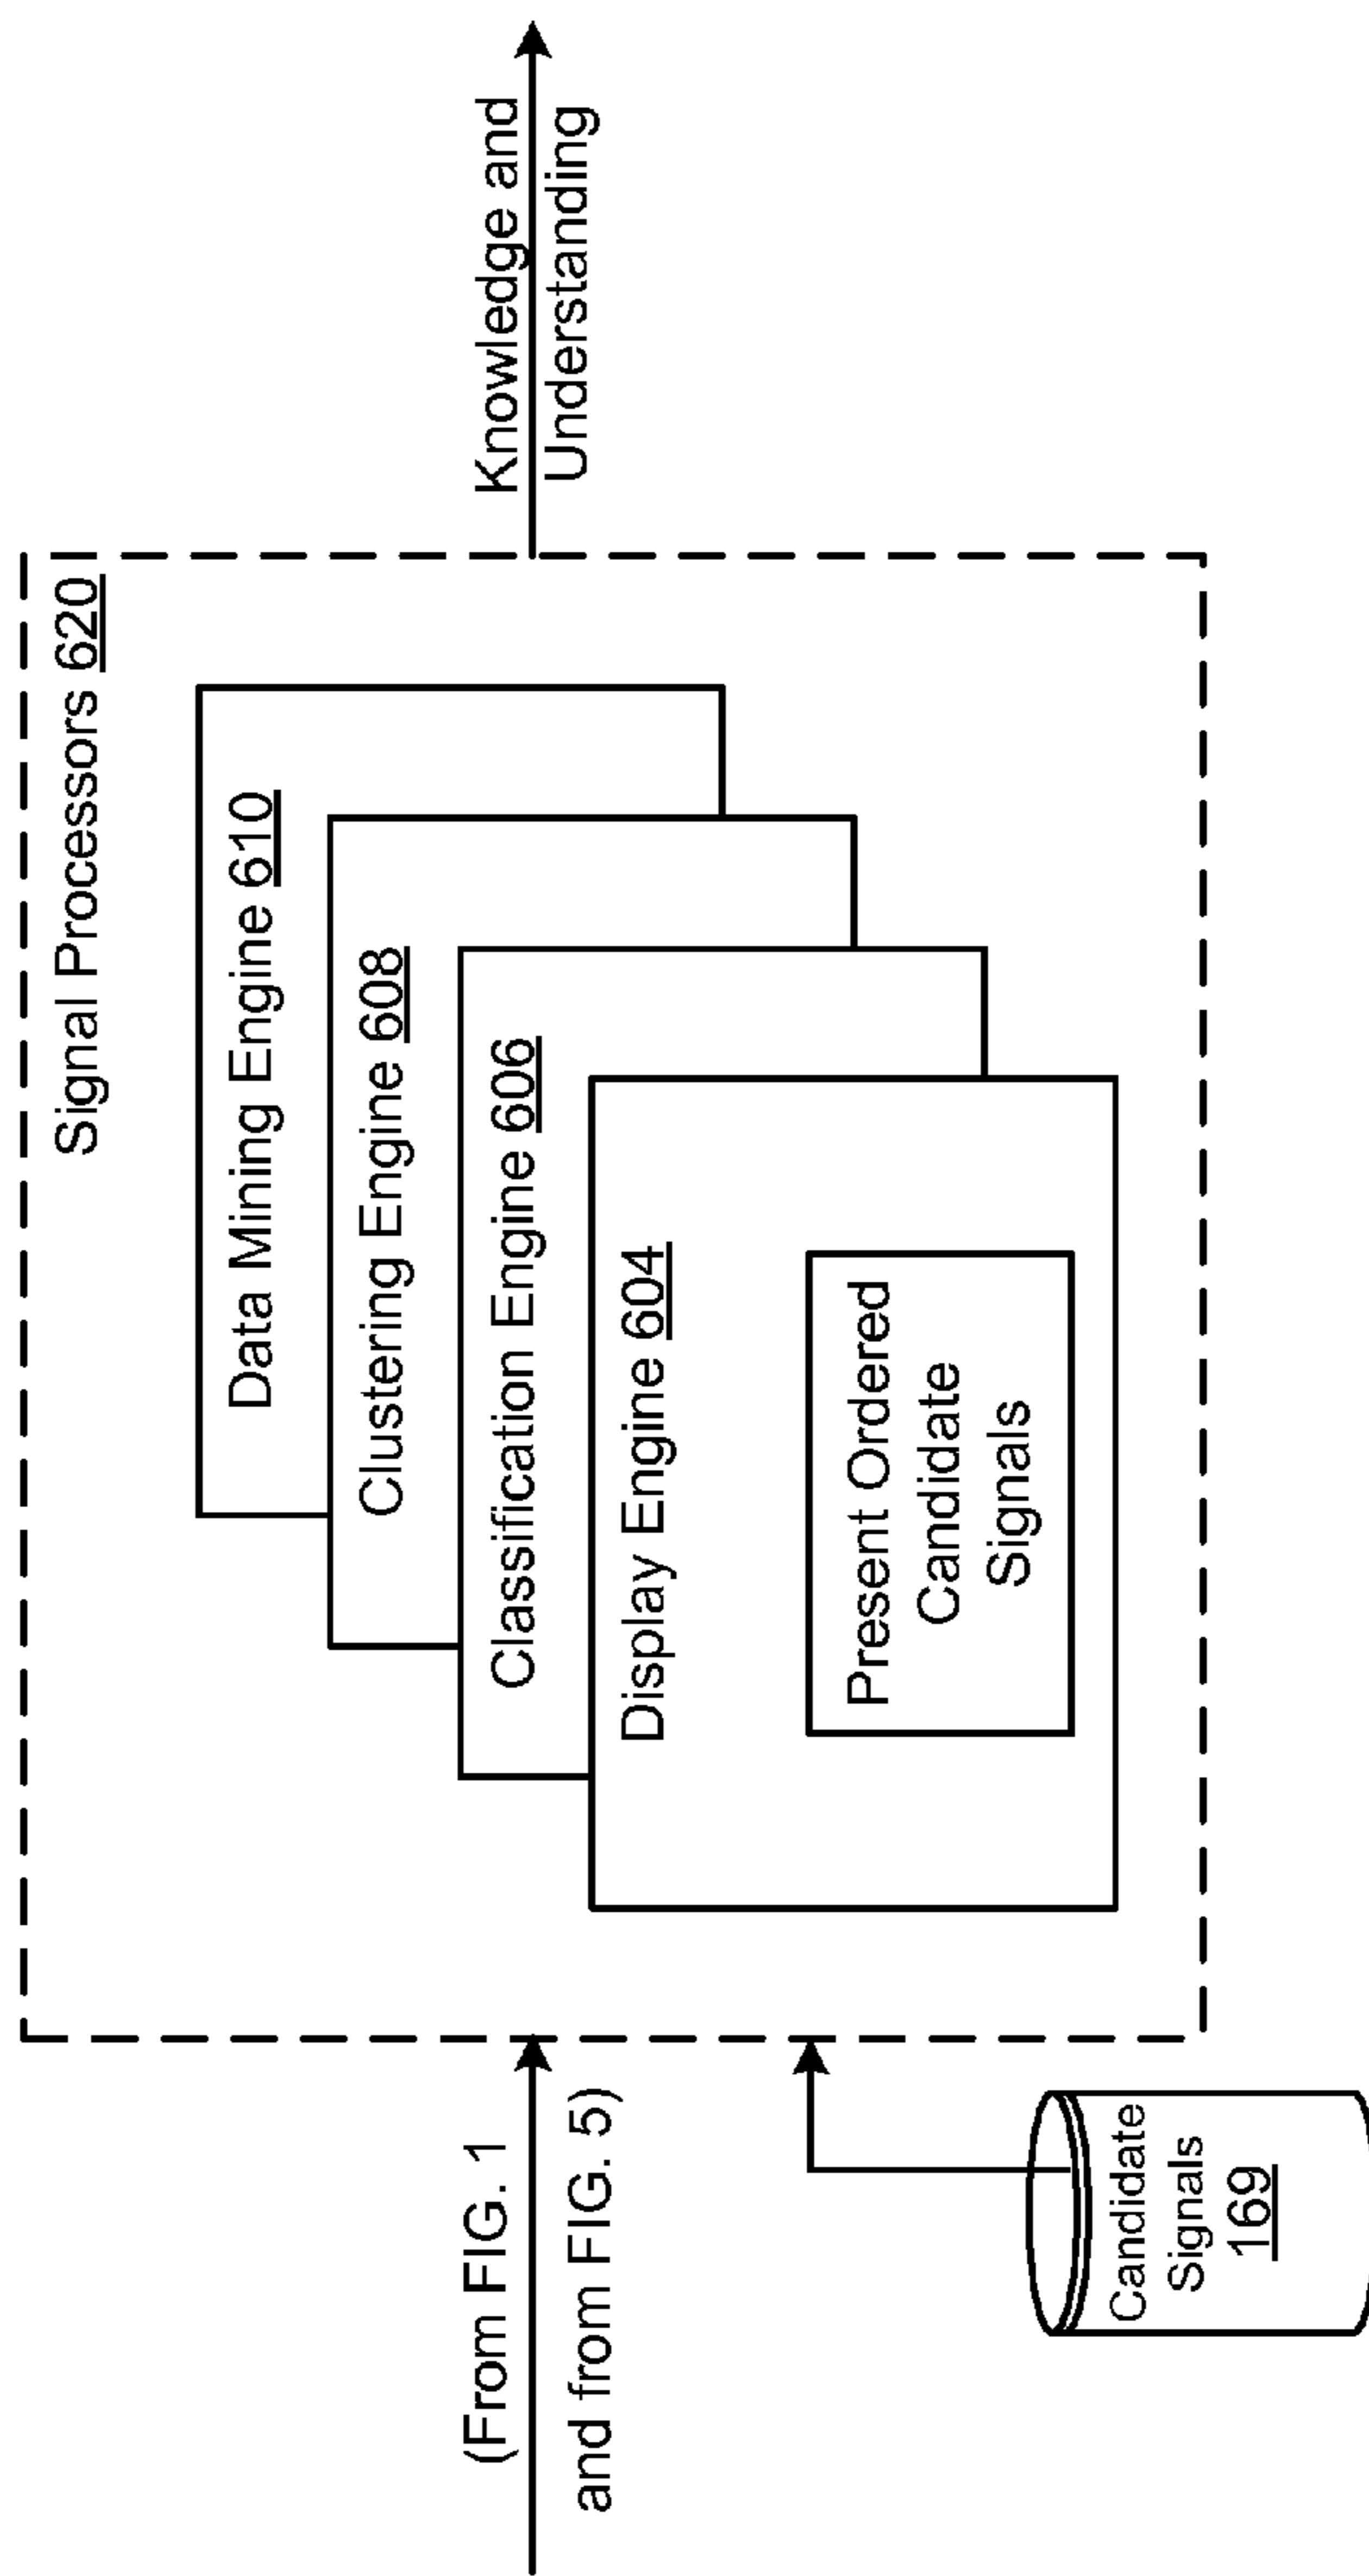 (From FIG. 1
and from FIG. 5)
Candidate
Signals
169
Signal Processors 620
Data Mining Engine 610
Clustering Engine 608
Classification Engine 606
Display Engine 604
Present Ordered
Candidate
Signals
Knowledge and
Understanding